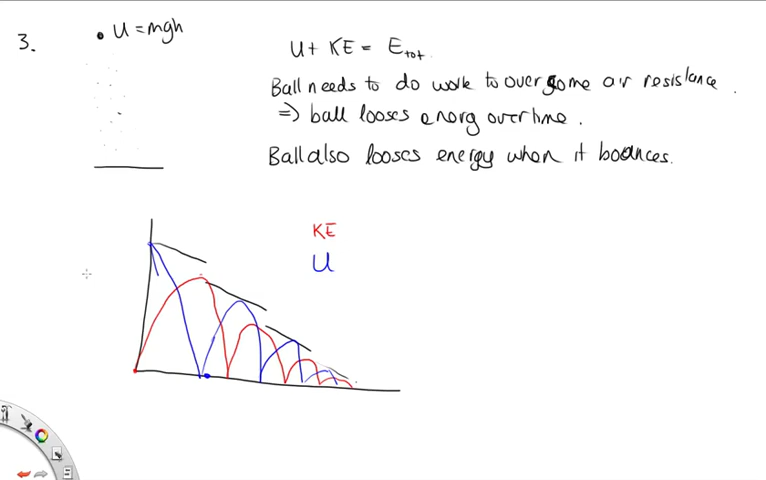 3.
U = mgh
U + KE = Etot.
Ball needs to do work to overcome air resistance.
=> ball looses energ over time.
Ball also looses energy when it bounces.
KE
U